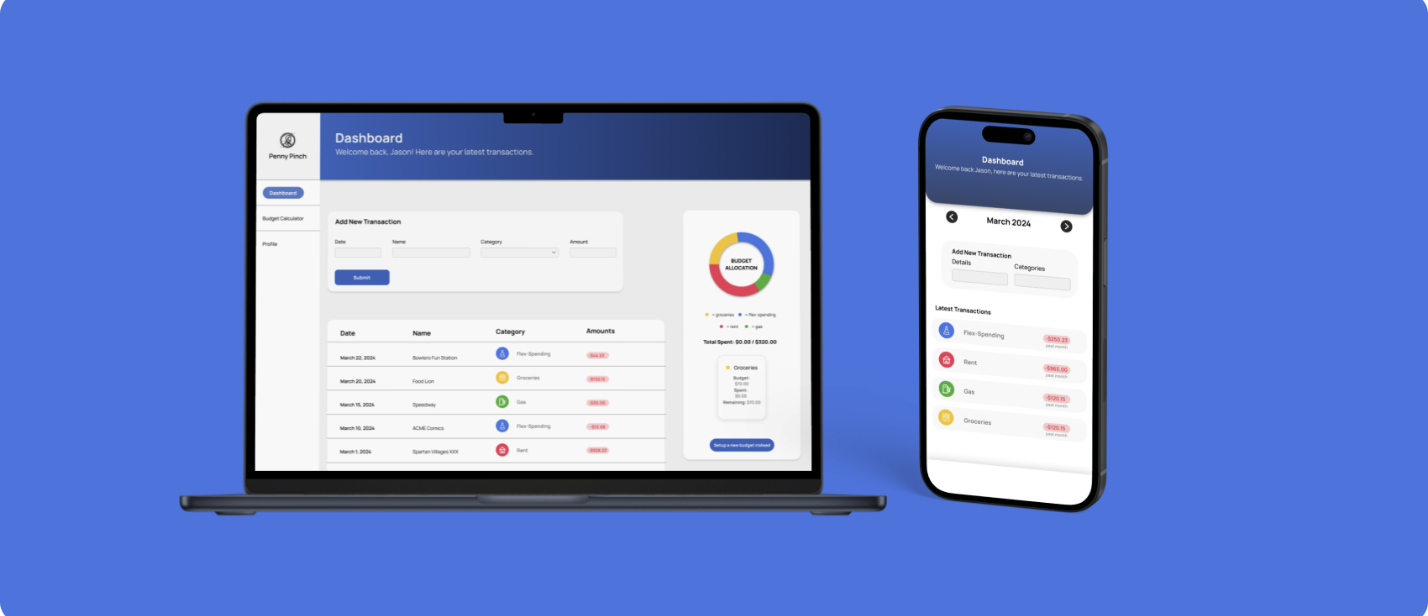 Penny Pinch
Dashboard
Welcome back, Jason! Here are your latest transactions.
Dashboard
Budget Calculator
Profile
Add New Transaction
Date Name Category Amount
Submit
Date Name Category Amounts
March 22, 2024 Bowlero Fun Station Flex-Spending
March 20, 2024 Food Lion Groceries
March 15, 2024 Speedway Gas
March 10, 2024 ACME Comics Flex-Spending
March 1, 2024 Spartan Villages XXX Rent
BUDGET
ALLOCATION
= groceries = flex-spending
= rent = gas
Total Spent: $0.00 / $320.00
Groceries
Budget:
$70.00
Spent:
$0.00
Remaining: $70.00
Setup a new budget instead
Dashboard
Welcome back Jason, here are your latest transactions.
March 2024
Add New Transaction
Details Categories
Latest Transactions
Flex-Spending -$253.23
past month
Rent -$965.50
past month
Gas -$120.15
past month
Groceries -$120.15
past month